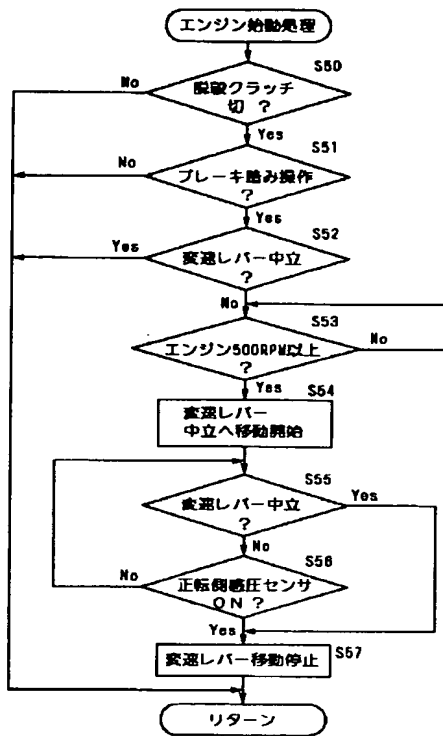 エンジン始動処理
S50
No
脱穀クラッチ
切 ?
Yes
S51
No
ブレーキ踏み操作
?
Yes
S52
Yes
変速レバー中立
?
No
S53
エンジン500RPM以上
?
No
Yes
S54
変速レバー
中立へ移動開始
S55
変速レバー中立
?
Yes
No
S56
No
正転側感圧センサ
ON ?
Yes
S57
変速レバー移動停止
リターン